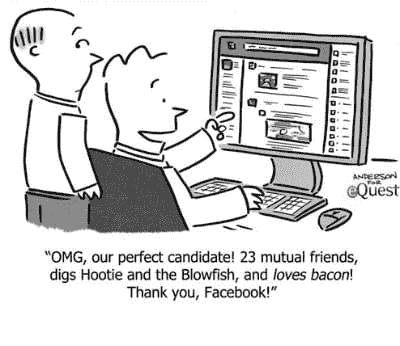 ANDERSON
FOR
eQuest
"OMG, our perfect candidate! 23 mutual friends,
digs Hootie and the Blowfish, and loves bacon!
Thank you, Facebook!"